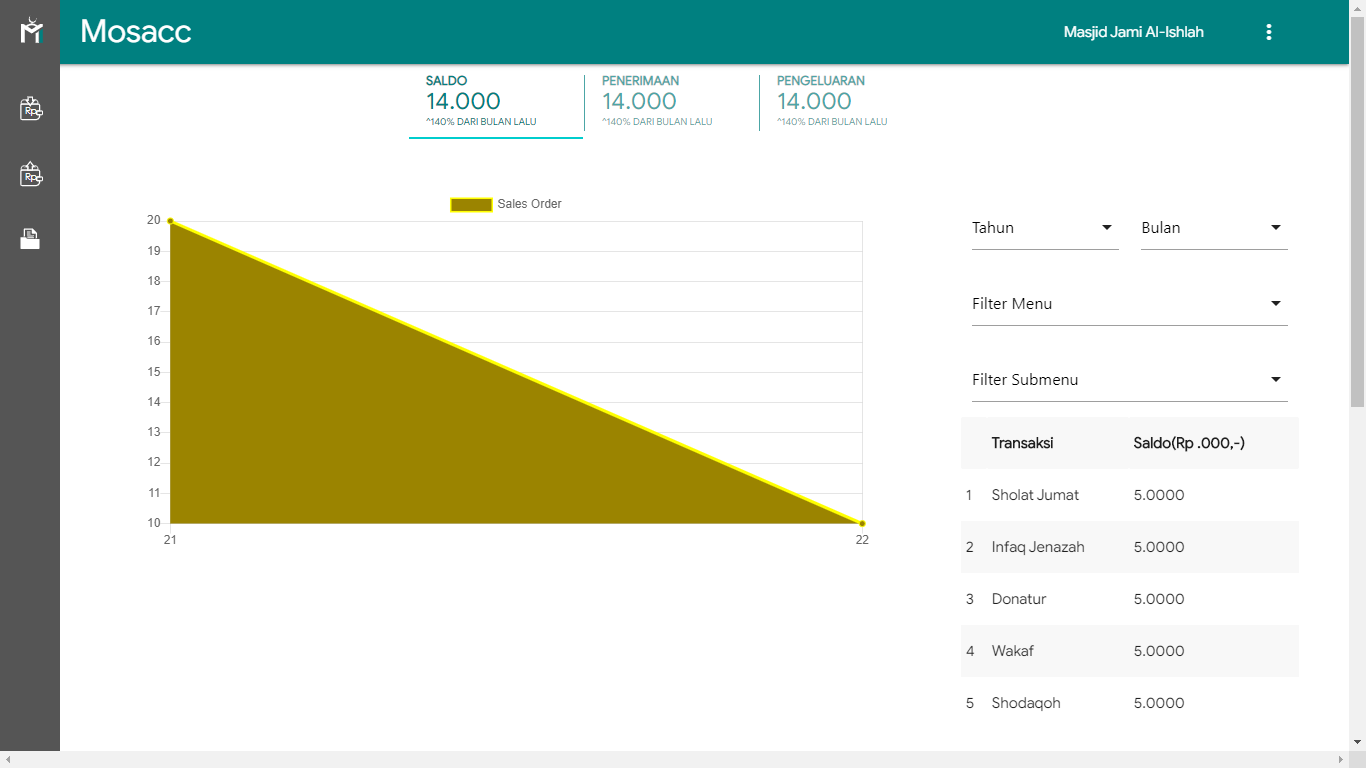 Mosacc
Masjid Jami Al-Ishlah
SALDO
14.000
^140% DARI BULAN LALU
PENERIMAAN
14.000
^140% DARI BULAN LALU
PENGELUARAN
14.000
^140% DARI BULAN LALU
Rp
Rp
Sales Order
20
19
18
17
16
15
14
13
12
11
10
21 22
Tahun Bulan
Filter Menu
Filter Submenu
Transaksi Saldo(Rp .000,-)
1 Sholat Jumat 5.0000
2 Infaq Jenazah 5.0000
3 Donatur 5.0000
4 Wakaf 5.0000
5 Shodaqoh 5.0000